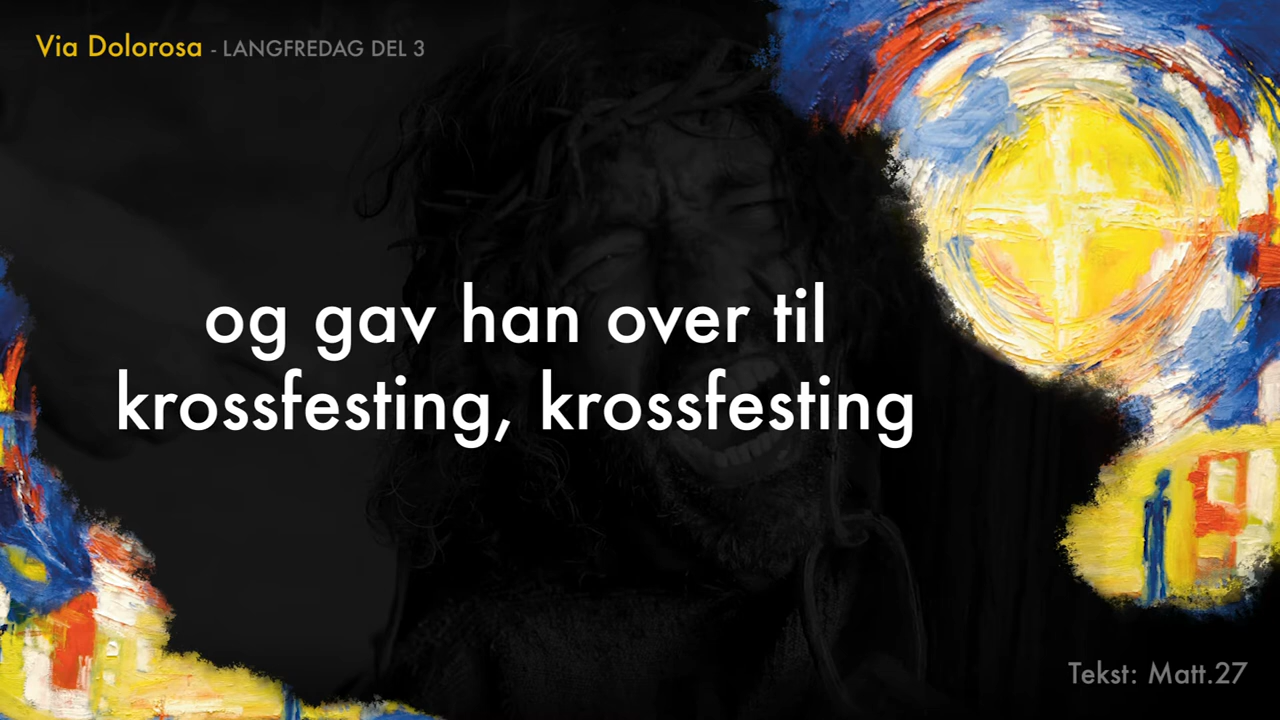 Via Dolorosa - LANGFREDAG DEL 3
og gav han over til
krossfesting, krossfesting
Tekst: Matt.27